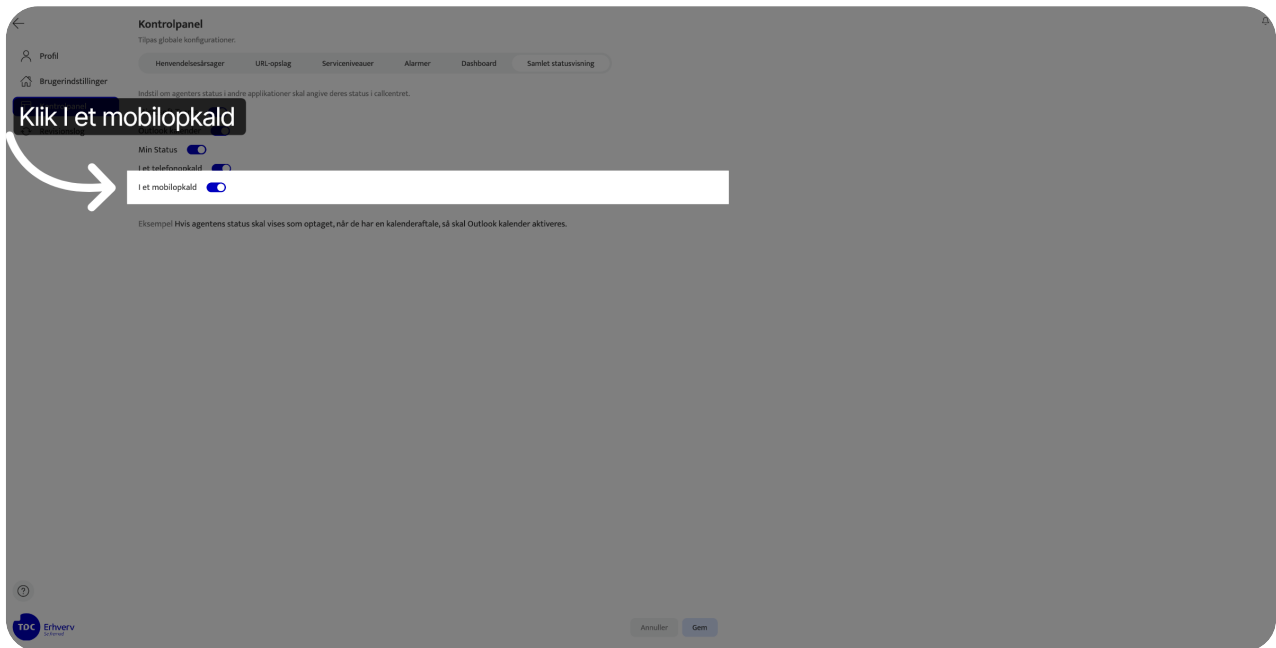 Kontrolpanel
Tilpas globale konfigurationer.
Profil
Henvendelsesårsager URL-opslag Serviceniveauer Alarmer Dashboard Samlet statusvisning
Brugerindstillinger
Indstil om agenters status i andre applikationer skal angive deres status i callcentret.
Klik I et mobilopkald
Min Status
I et telefonopkald
I et mobilopkald
Eksempel Hvis agentens status skal vises som optaget, når de har en kalenderaftale, så skal Outlook kalender aktiveres.
TDC Erhverv
Annuller Gem